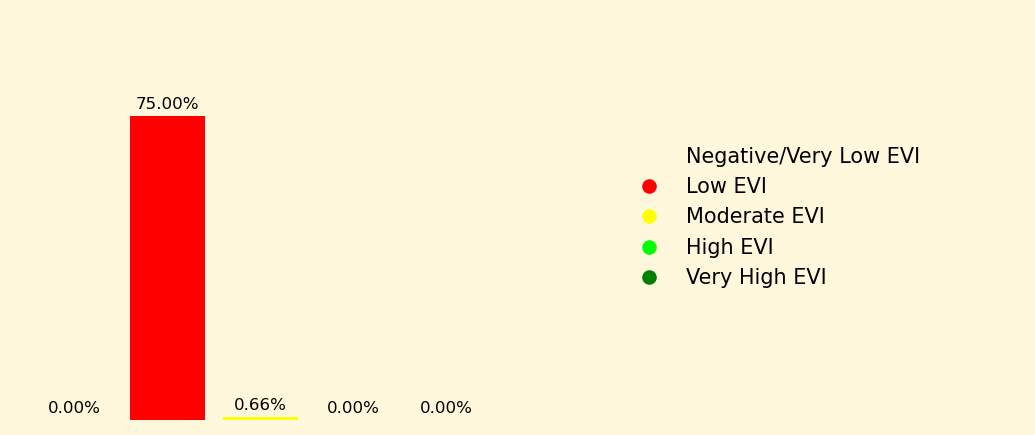 75.00%
0.00%
0.66%
0.00%
0.00%
Negative/Very Low EVI
Low EVI
Moderate EVI
High EVI
Very High EVI